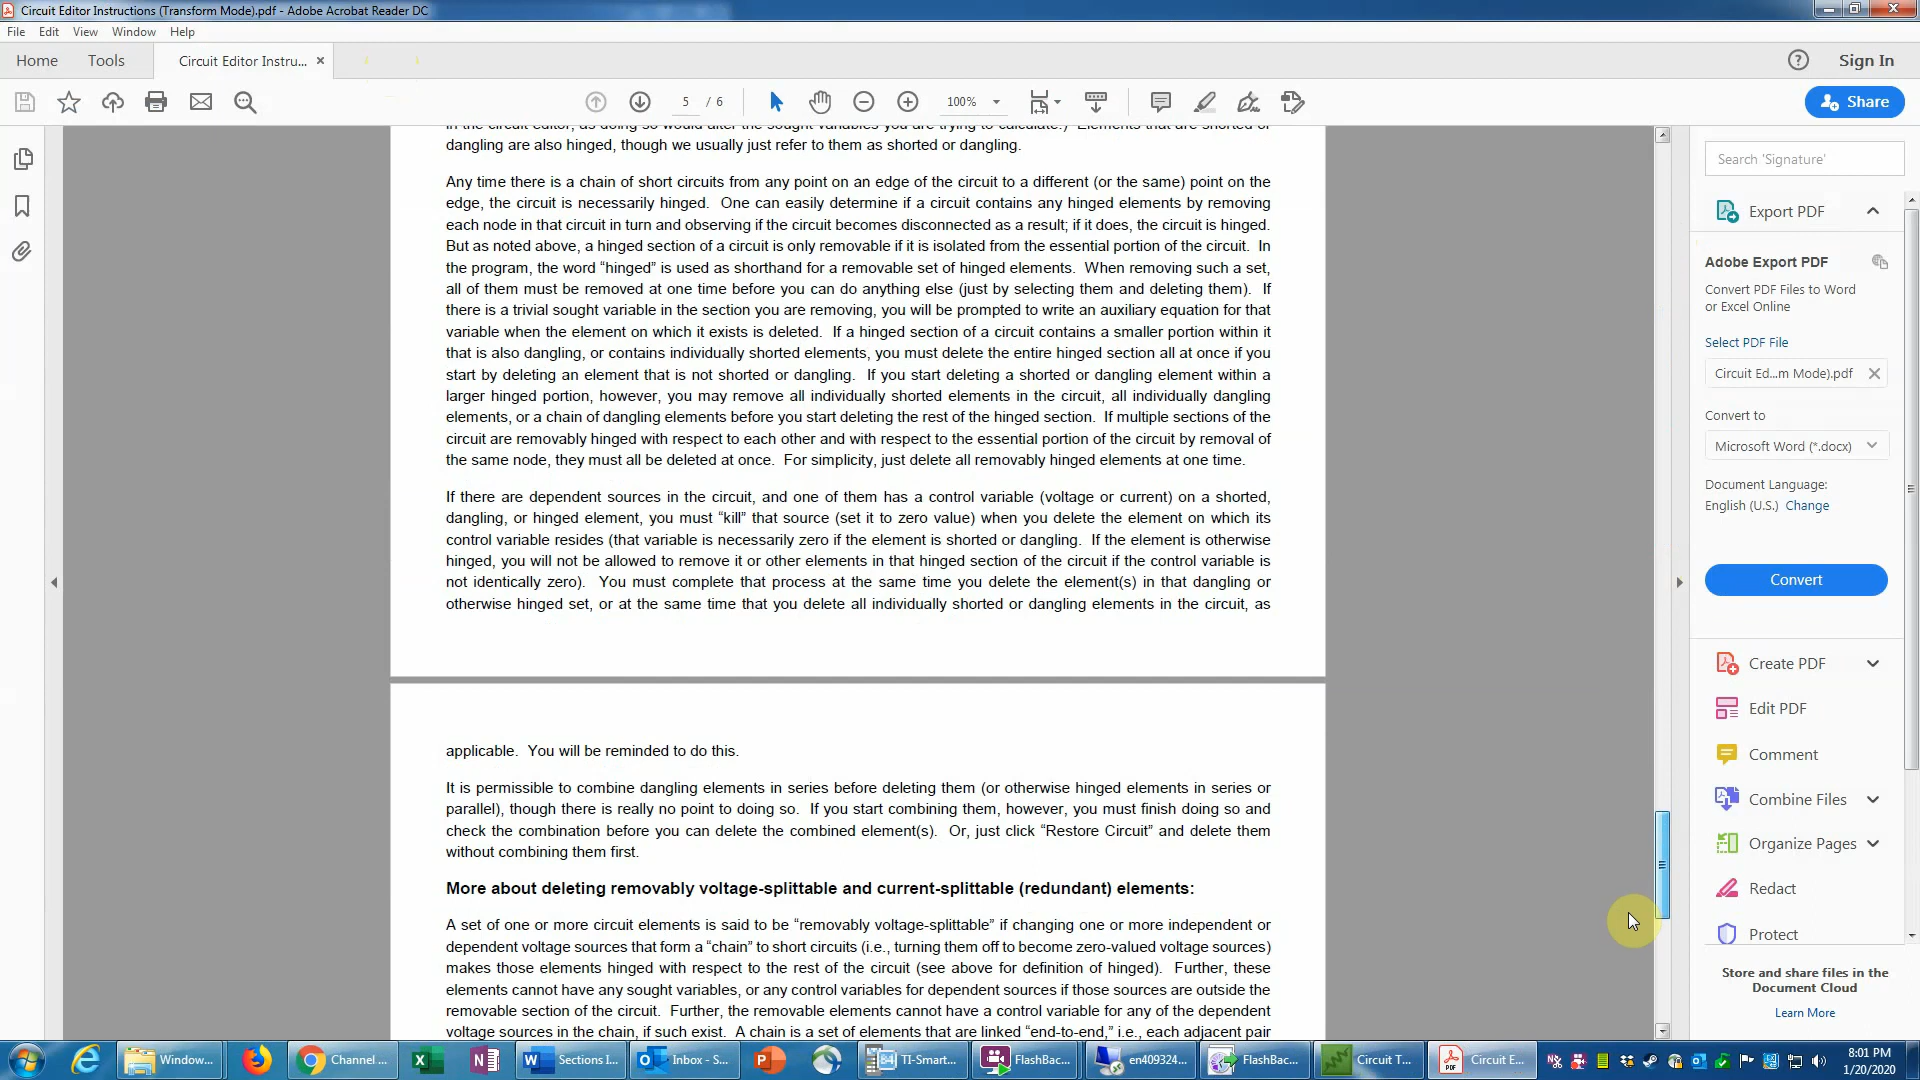 Circuit Editor Instructions (Transform Mode).pdf - Adobe Acrobat Reader DC
File Edit View Window Help
Home Tools Circuit Editor Instru... × Sign In
5 / 6 100% Share
in the circuit editor, as doing so would alter the sought variables you are trying to calculate.) Elements that are shorted or
dangling are also hinged, though we usually just refer to them as shorted or dangling.
Any time there is a chain of short circuits from any point on an edge of the circuit to a different (or the same) point on the
edge, the circuit is necessarily hinged. One can easily determine if a circuit contains any hinged elements by removing
each node in that circuit in turn and observing if the circuit becomes disconnected as a result; if it does, the circuit is hinged.
But as noted above, a hinged section of a circuit is only removable if it is isolated from the essential portion of the circuit. In
the program, the word “hinged” is used as shorthand for a removable set of hinged elements. When removing such a set,
all of them must be removed at one time before you can do anything else (just by selecting them and deleting them). If
there is a trivial sought variable in the section you are removing, you will be prompted to write an auxiliary equation for that
variable when the element on which it exists is deleted. If a hinged section of a circuit contains a smaller portion within it
that is also dangling, or contains individually shorted elements, you must delete the entire hinged section all at once if you
start by deleting an element that is not shorted or dangling. If you start deleting a shorted or dangling element within a
larger hinged portion, however, you may remove all individually shorted elements in the circuit, all individually dangling
elements, or a chain of dangling elements before you start deleting the rest of the hinged section. If multiple sections of the
circuit are removably hinged with respect to each other and with respect to the essential portion of the circuit by removal of
the same node, they must all be deleted at once. For simplicity, just delete all removably hinged elements at one time.
If there are dependent sources in the circuit, and one of them has a control variable (voltage or current) on a shorted,
dangling, or hinged element, you must “kill” that source (set it to zero value) when you delete the element on which its
control variable resides (that variable is necessarily zero if the element is shorted or dangling. If the element is otherwise
hinged, you will not be allowed to remove it or other elements in that hinged section of the circuit if the control variable is
not identically zero). You must complete that process at the same time you delete the element(s) in that dangling or
otherwise hinged set, or at the same time that you delete all individually shorted or dangling elements in the circuit, as
applicable. You will be reminded to do this.
It is permissible to combine dangling elements in series before deleting them (or otherwise hinged elements in series or
parallel), though there is really no point to doing so. If you start combining them, however, you must finish doing so and
check the combination before you can delete the combined element(s). Or, just click “Restore Circuit” and delete them
without combining them first.
More about deleting removably voltage-splittable and current-splittable (redundant) elements:
A set of one or more circuit elements is said to be “removably voltage-splittable” if changing one or more independent or
dependent voltage sources that form a “chain” to short circuits (i.e., turning them off to become zero-valued voltage sources)
makes those elements hinged with respect to the rest of the circuit (see above for definition of hinged). Further, these
elements cannot have any sought variables, or any control variables for dependent sources if those sources are outside the
removable section of the circuit. Further, the removable elements cannot have a control variable for any of the dependent
voltage sources in the chain, if such exist. A chain is a set of elements that are linked “end-to-end,” i.e., each adjacent pair
Search 'Signature'
Export PDF
Adobe Export PDF
Convert PDF Files to Word
or Excel Online
Select PDF File
Circuit Ed...m Mode).pdf
Convert to
Microsoft Word (*.docx)
Document Language:
English (U.S.) Change
Convert
Create PDF
Edit PDF
Comment
Combine Files
Organize Pages
Redact
Protect
Store and share files in the
Document Cloud
Learn More
Window... Channel ... Sections I... Inbox - S... TI-Smart... FlashBac... en409324... FlashBac... Circuit T... Circuit E...
8:01 PM
1/20/2020